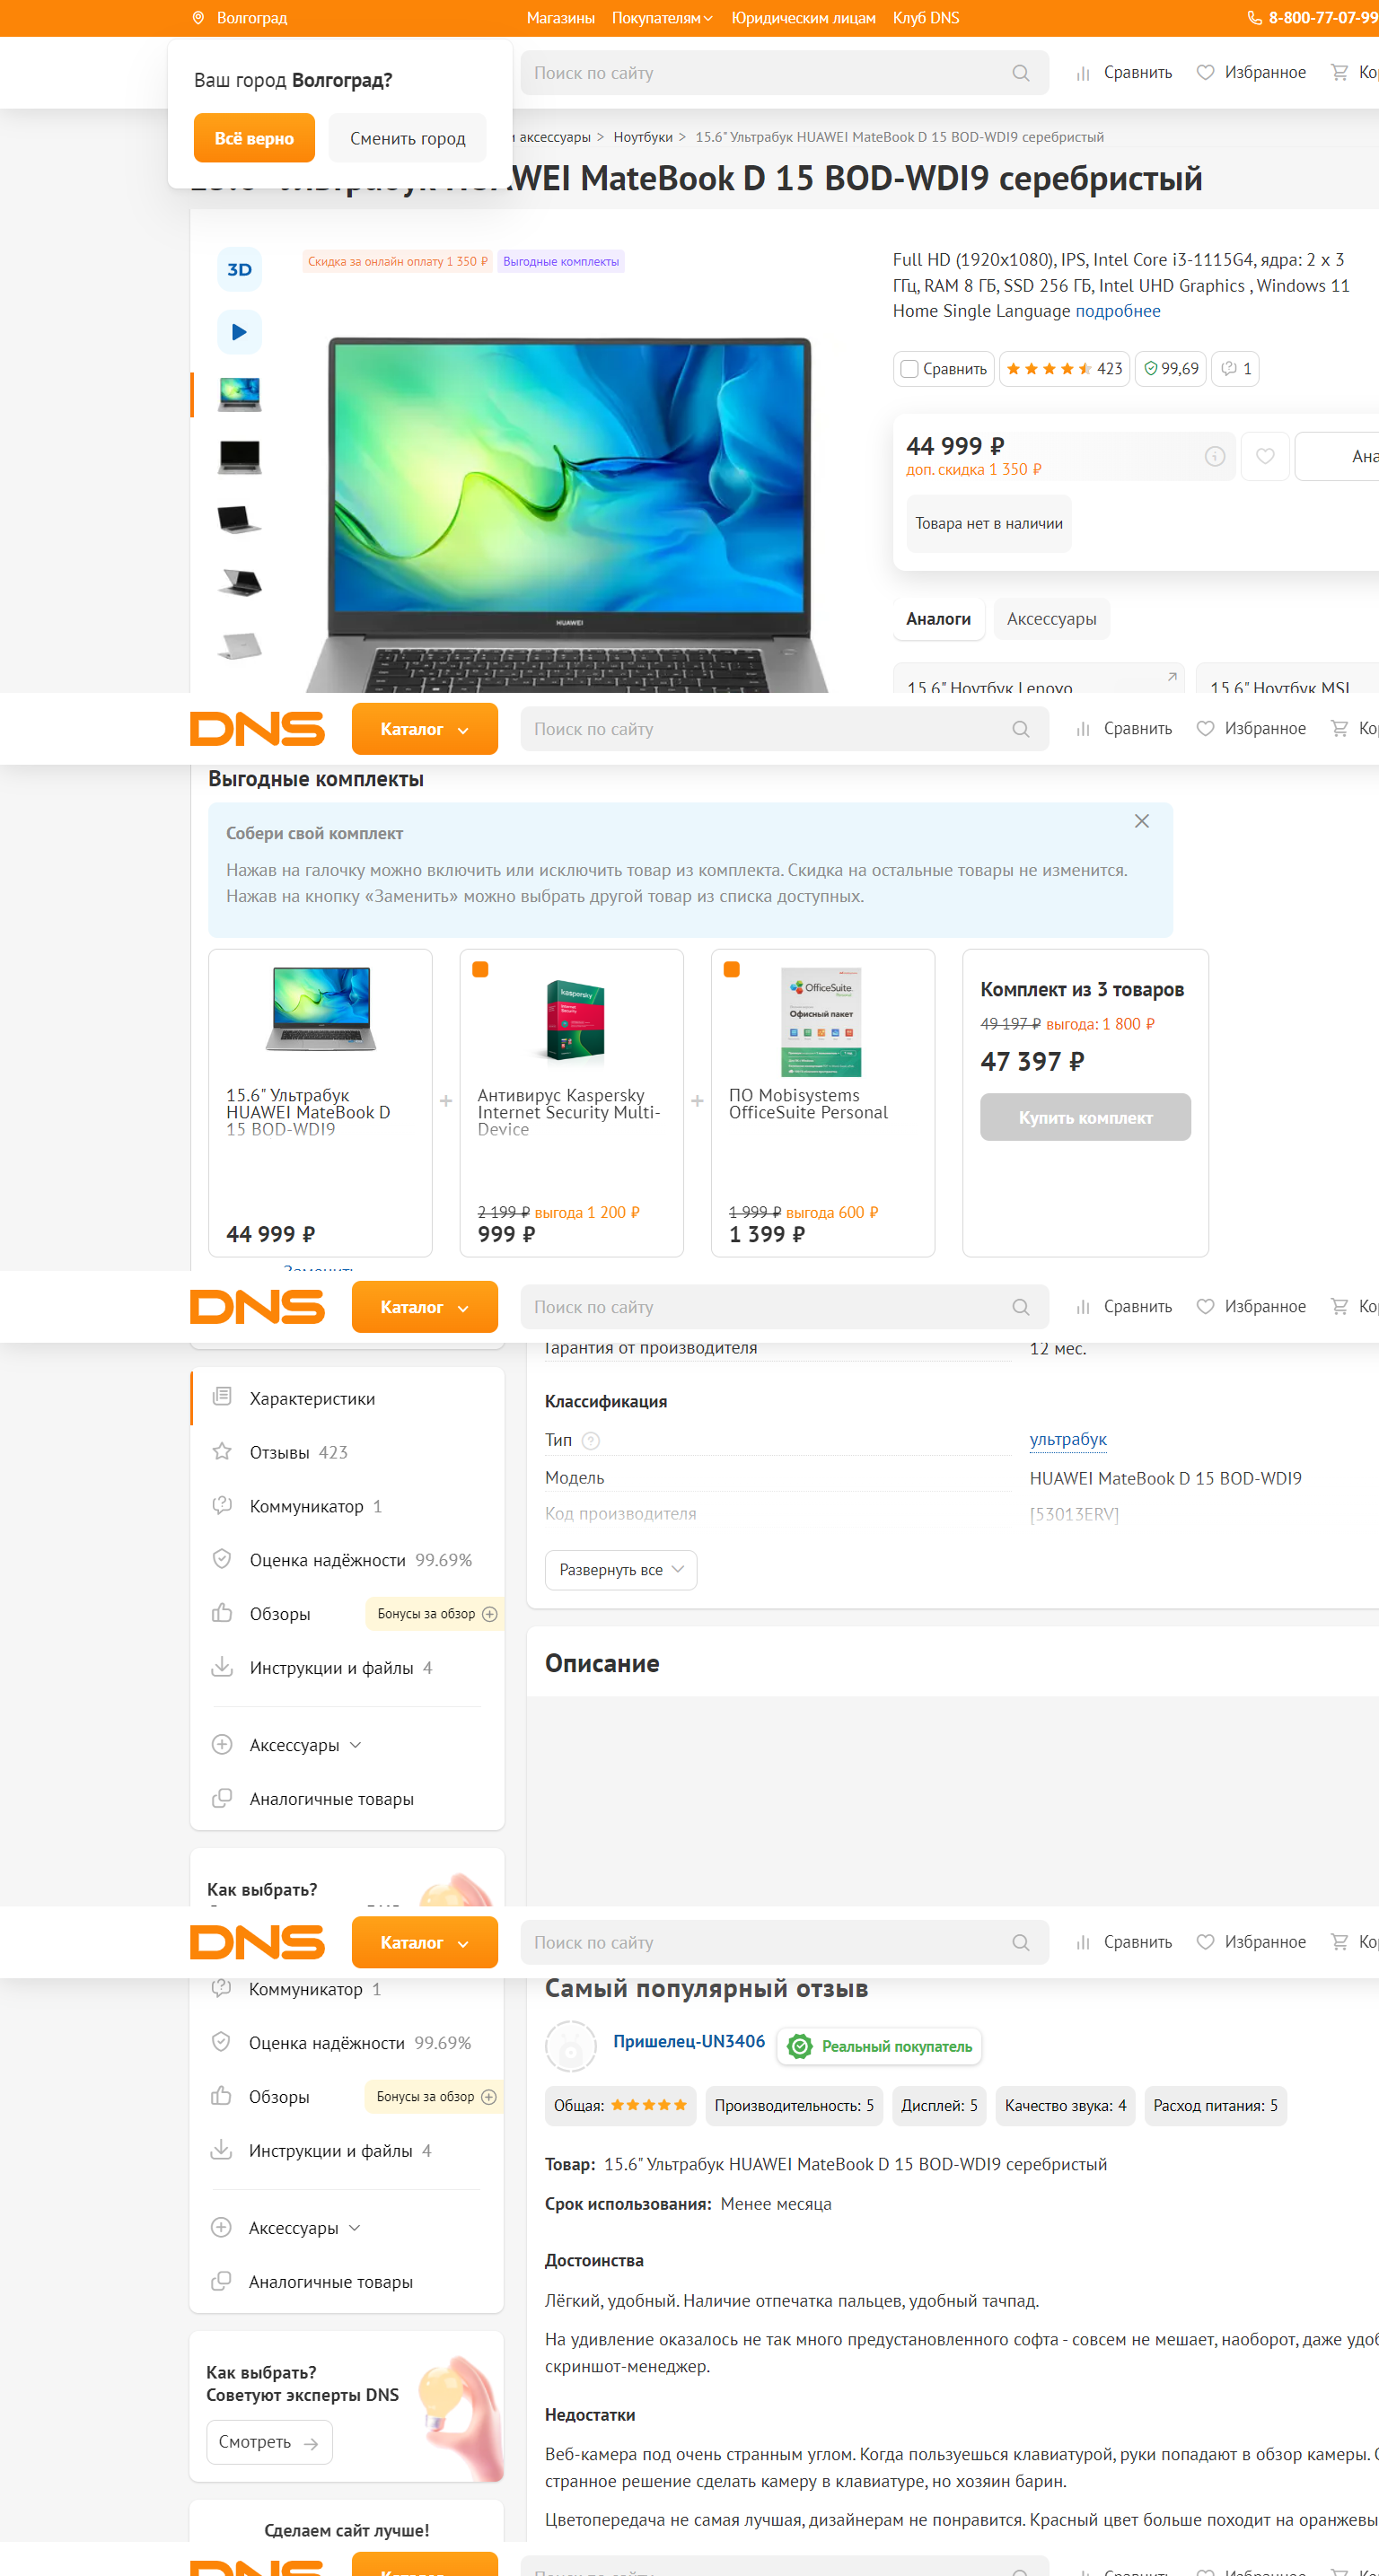 Волгоград
Магазины Покупателям Юридическим лицам Клуб DNS
8-800-77-07-99
Ваш город Волгоград?
Всё верно Сменить город
Поиск по сайту
Сравнить Избранное
и аксессуары > Ноутбуки > 15.6" Ультрабук HUAWEI MateBook D 15 BOD-WDI9 серебристый
MateBook D 15 BOD-WDI9 серебристый
3D
Скидка за онлайн оплату 1 350 ₽ Выгодные комплекты
Full HD (1920x1080), IPS, Intel Core i3-1115G4, ядра: 2 х 3
ГГц, RAM 8 ГБ, SSD 256 ГБ, Intel UHD Graphics , Windows 11
Home Single Language подробнее
Сравнить 423 99,69 1
44 999 ₽
доп. скидка 1 350 ₽
Товара нет в наличии
HUAWEI
Аналоги Аксессуары
15.6" Ноутбук Lenovo 15.6" Ноутбук MSI
DNS Каталог Поиск по сайту Сравнить Избранное
Выгодные комплекты
Собери свой комплект
Нажав на галочку можно включить или исключить товар из комплекта. Скидка на остальные товары не изменится.
Нажав на кнопку «Заменить» можно выбрать другой товар из списка доступных.
kaspersky
Internet Security
OfficeSuite
Personal
Офисный пакет
15.6" Ультрабук
HUAWEI MateBook D
15 BOD-WDI9
44 999 ₽
Заменить
+
Антивирус Kaspersky
Internet Security Multi-
Device
2 199 ₽ выгода 1 200 ₽
999 ₽
+
ПО Mobisystems
OfficeSuite Personal
1 999 ₽ выгода 600 ₽
1 399 ₽
Комплект из 3 товаров
49 197 ₽ выгода: 1 800 ₽
47 397 ₽
Купить комплект
DNS Каталог Поиск по сайту Сравнить Избранное
Гарантия от производителя 12 мес.
Классификация
Тип ультрабук
Модель HUAWEI MateBook D 15 BOD-WDI9
Код производителя [53013ERV]
Развернуть все
Описание
Характеристики
Отзывы 423
Коммуникатор 1
Оценка надёжности 99.69%
Обзоры Бонусы за обзор
Инструкции и файлы 4
Аксессуары
Аналогичные товары
Как выбрать?
DNS Каталог Поиск по сайту Сравнить Избранное
Коммуникатор 1
Оценка надёжности 99.69%
Обзоры Бонусы за обзор
Инструкции и файлы 4
Аксессуары
Аналогичные товары
Как выбрать?
Советуют эксперты DNS
Смотреть
Сделаем сайт лучше!
Самый популярный отзыв
Пришелец-UN3406 Реальный покупатель
Общая: Производительность: 5 Дисплей: 5 Качество звука: 4 Расход питания: 5
Товар: 15.6" Ультрабук HUAWEI MateBook D 15 BOD-WDI9 серебристый
Срок использования: Менее месяца
Достоинства
Лёгкий, удобный. Наличие отпечатка пальцев, удобный тачпад.
На удивление оказалось не так много предустановленного софта - совсем не мешает, наоборот, даже удоб
скриншот-менеджер.
Недостатки
Веб-камера под очень странным углом. Когда пользуешься клавиатурой, руки попадают в обзор камеры.
странное решение сделать камеру в клавиатуре, но хозяин барин.
Цветопередача не самая лучшая, дизайнерам не понравится. Красный цвет больше походит на оранжевы